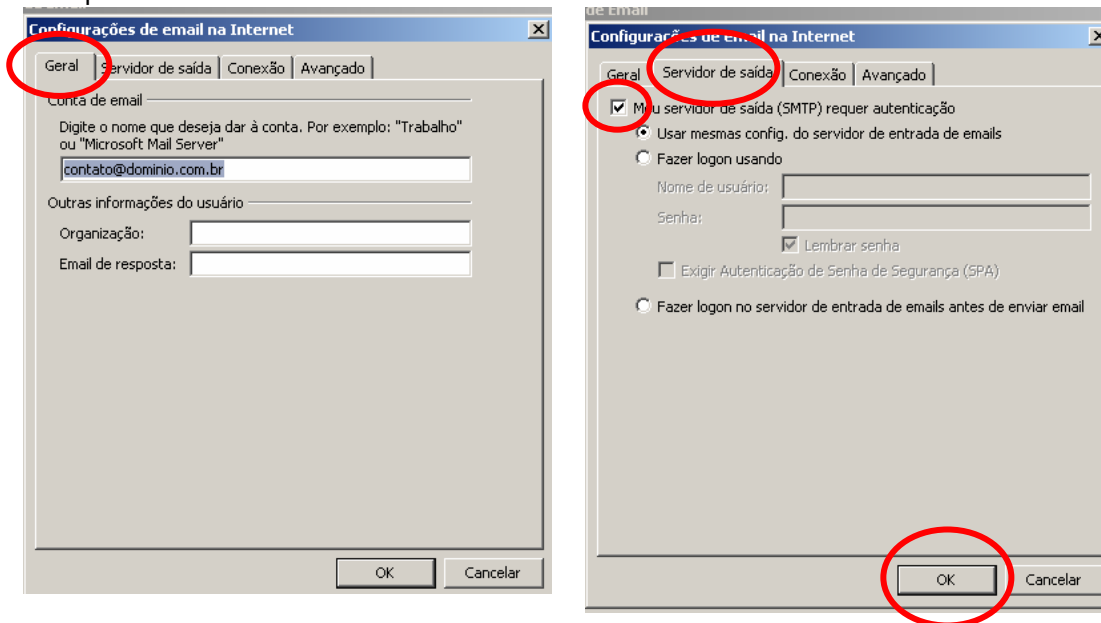 Configurações de email na Internet
Geral
Servidor de saída
Conexão
Avançado
Conta de email
Digite o nome que deseja dar à conta. Por exemplo: "Trabalho"
ou "Microsoft Mail Server"
contato@dominio.com.br
Outras informações do usuário
Organização:
Email de resposta:
OK
Cancelar
de Email
Configurações de email na Internet
Geral
Servidor de saída
Conexão
Avançado
Meu servidor de saída (SMTP) requer autenticação
Usar mesmas config. do servidor de entrada de emails
Fazer logon usando
Nome de usuário:
Senha:
Lembrar senha
Exigir Autenticação de Senha de Segurança (SPA)
Fazer logon no servidor de entrada de emails antes de enviar email
OK
Cancelar